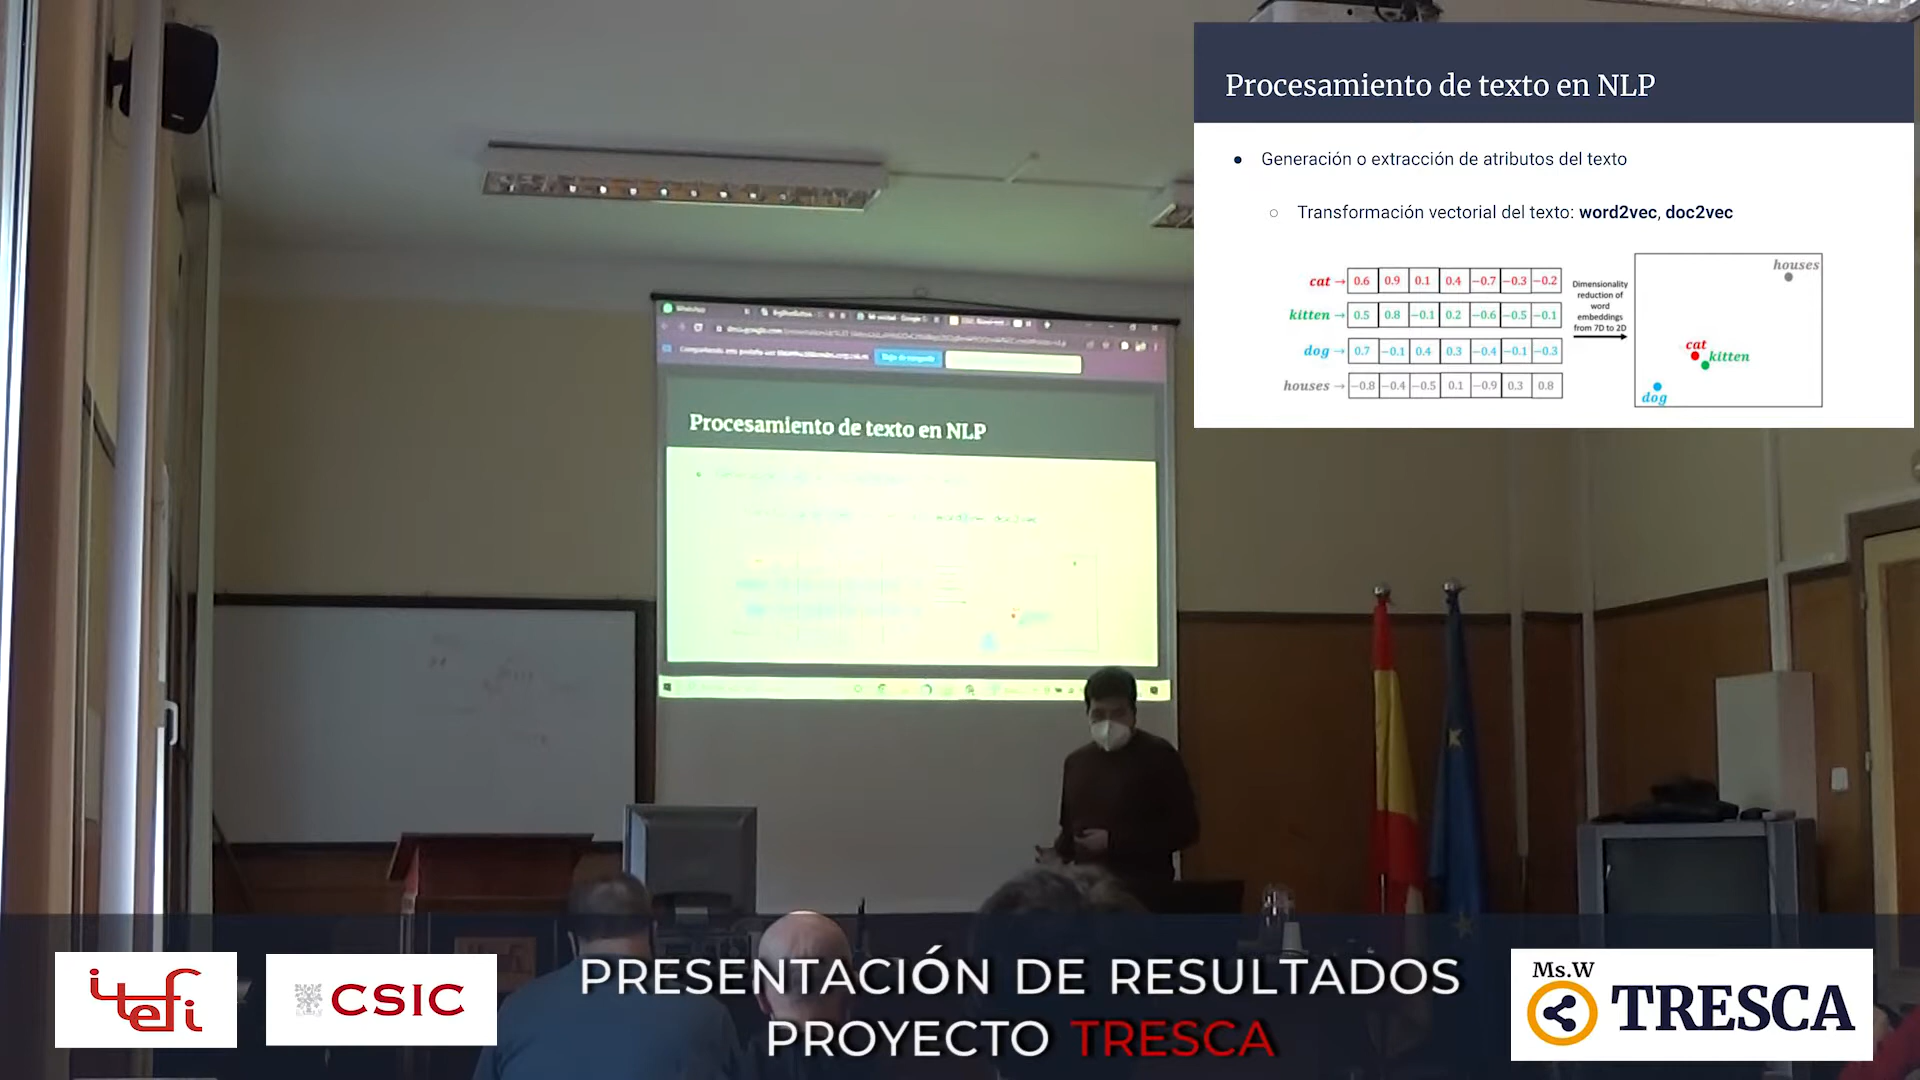 Procesamiento de texto en NLP
● Generación o extracción de atributos del texto
○ Transformación vectorial del texto: word2vec, doc2vec
cat → 0.6 0.9 0.1 0.4 −0.7 −0.3 −0.2
kitten → 0.5 0.8 −0.1 0.2 −0.6 −0.5 −0.1
dog → 0.7 −0.1 0.4 0.3 −0.4 −0.1 −0.3
houses → −0.8 −0.4 −0.5 0.1 −0.9 0.3 0.8
Dimensionality
reduction of
word
embeddings
from 7D to 2D
houses
cat
kitten
dog
WhatsApp
Procesamiento de texto en NLP
itefi
CSIC
PRESENTACIÓN DE RESULTADOS
PROYECTO TRESCA
Ms.W
TRESCA